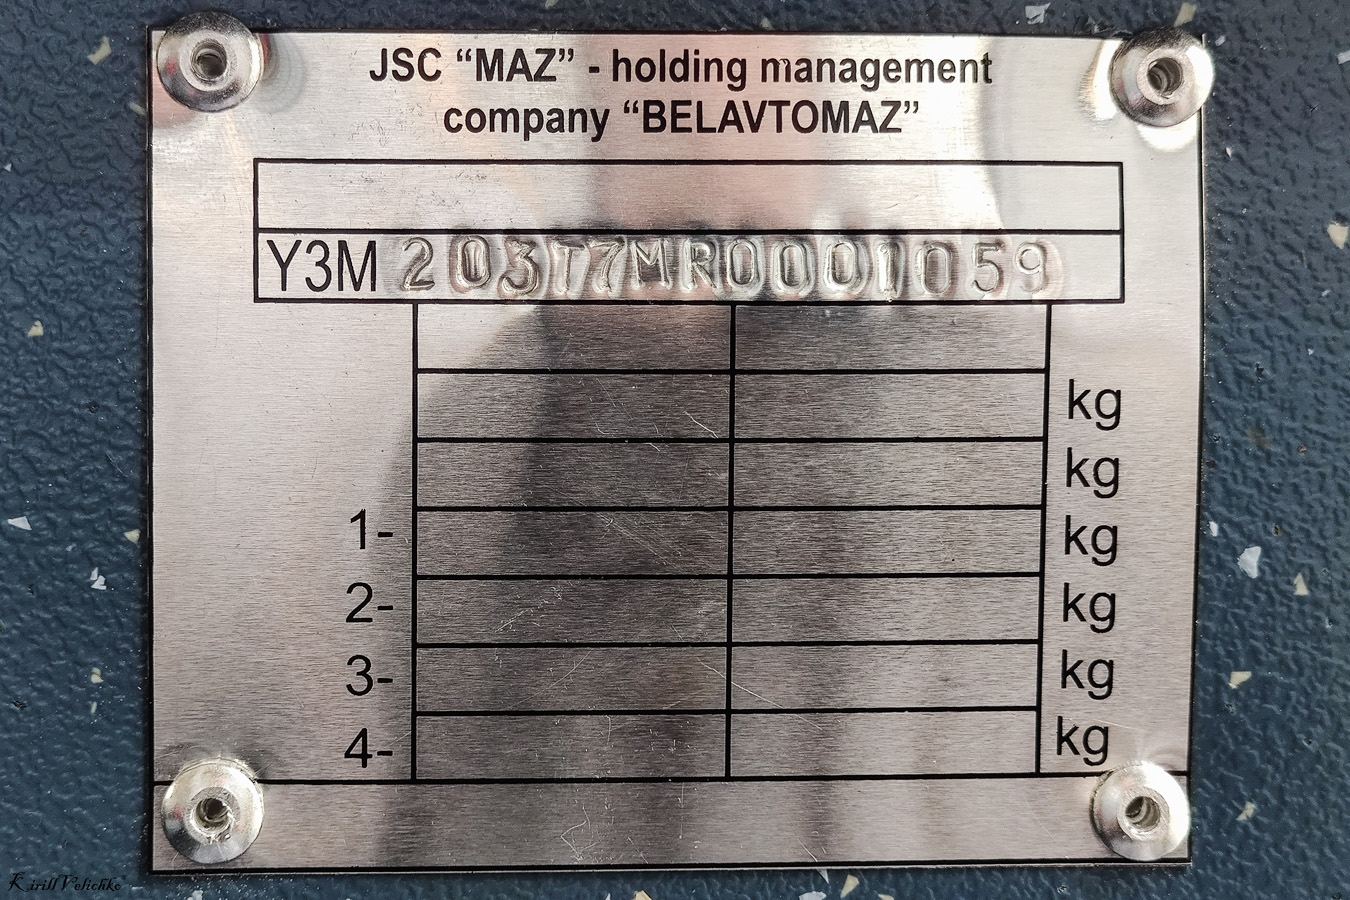 JSC “MAZ” - holding management
company “BELAVTOMAZ”
Y3M 203T7MR0001059
kg
kg
1- kg
2- kg
3- kg
4- kg
Kirill Velichko